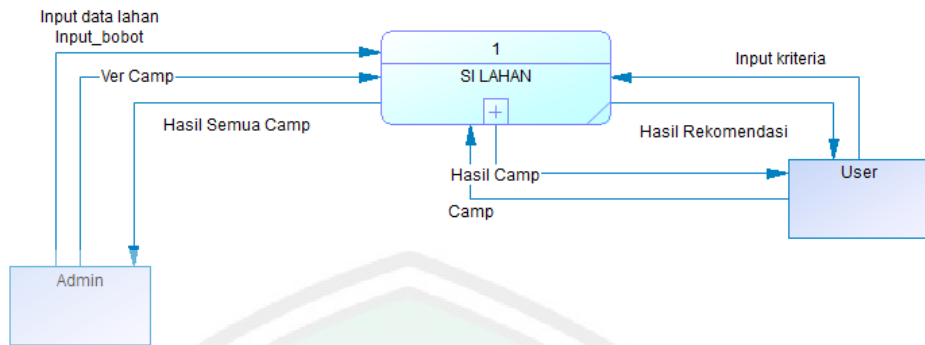 Input data lahan
Input_bobot
1
Ver Camp
SI LAHAN
Input kriteria
Hasil Semua Camp
Hasil Rekomendasi
Hasil Camp
User
Camp
Admin